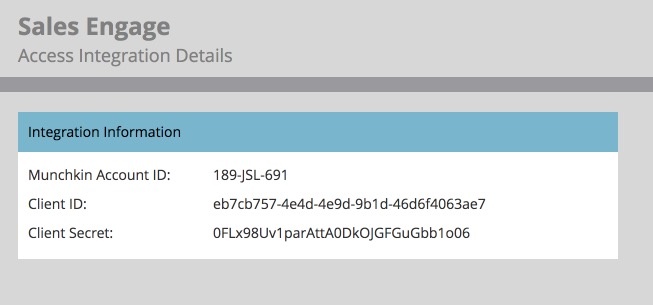 Sales Engage
Access Integration Details
Integration Information
Munchkin Account ID: 189-JSL-691
Client ID: eb7cb757-4e4d-4e9d-9b1d-46d6f4063ae7
Client Secret: 0FLx98Uv1parAttA0DkOJGFGuGbb1o06